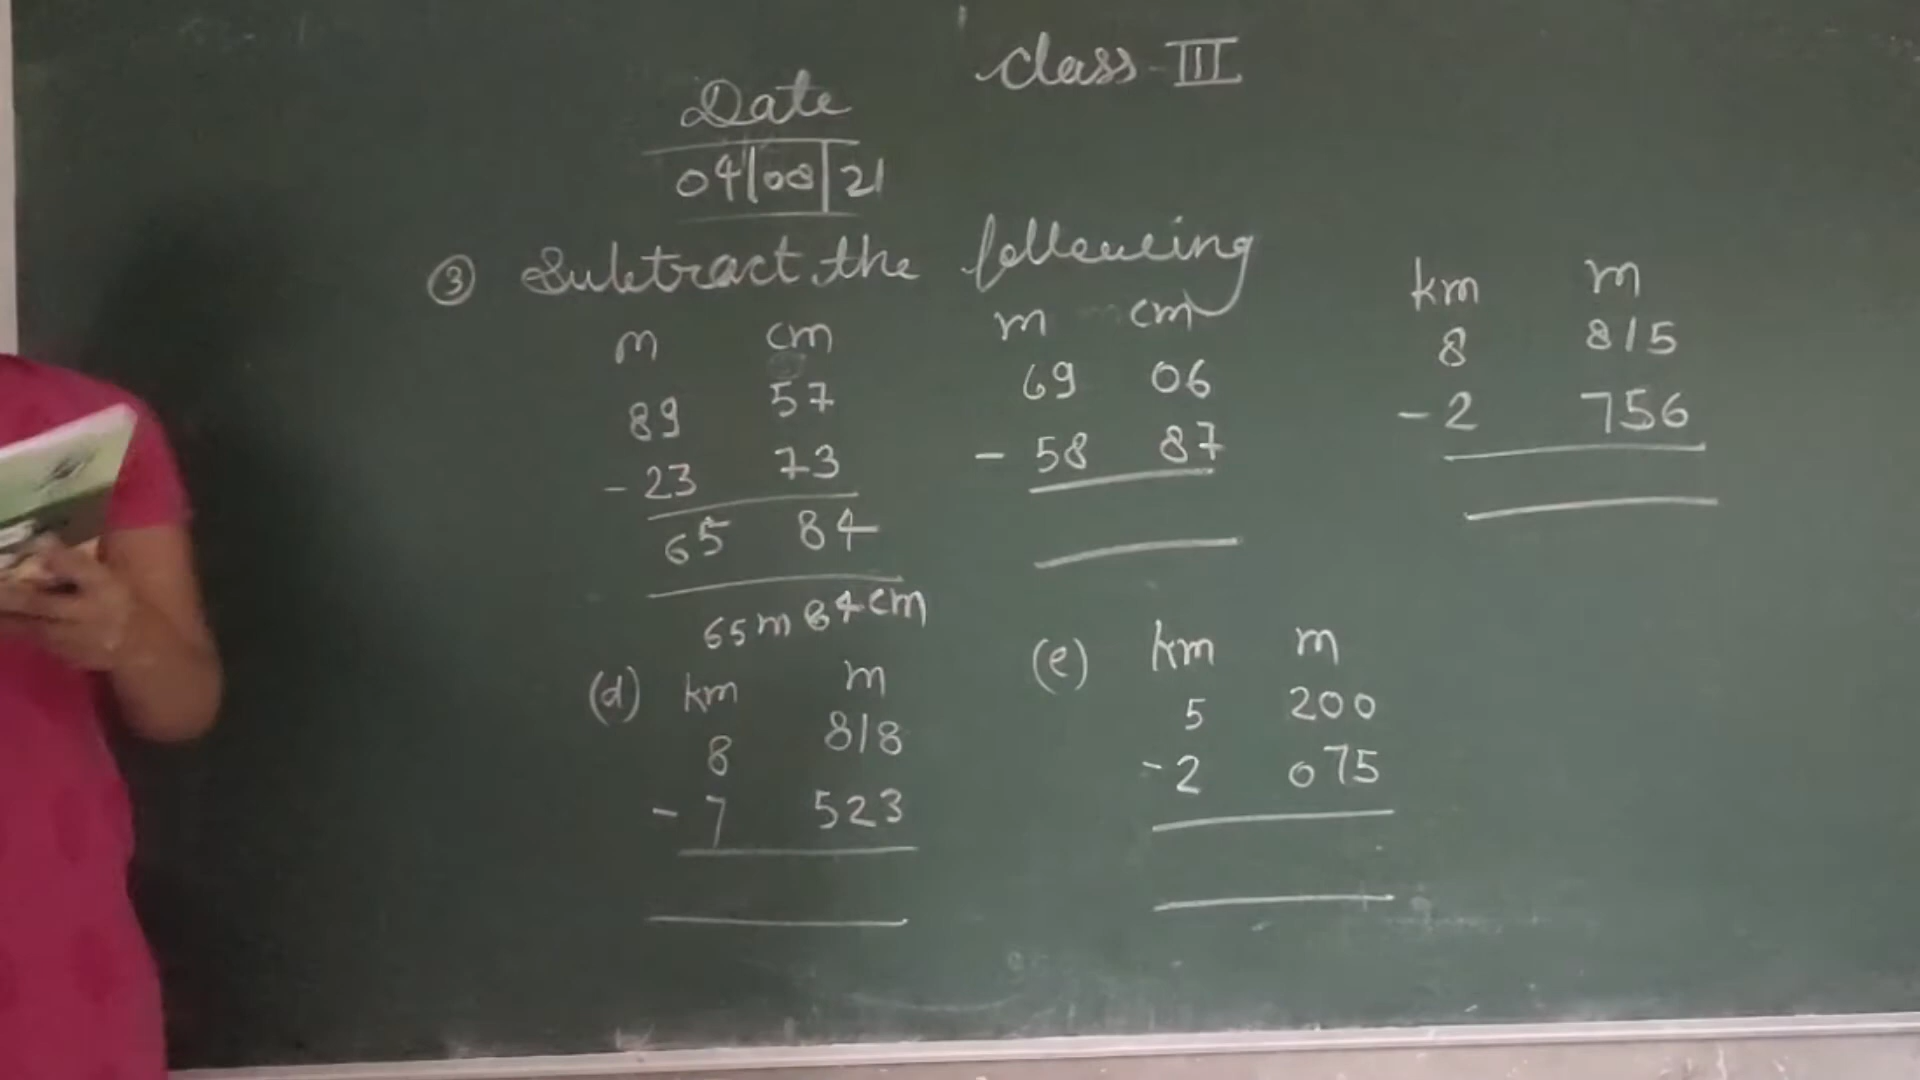 Class-III
Date
04|08|21
③ Subtract the following
m cm
89 57
- 23 73
65 84
65m 84cm
m cm
69 06
- 58 87
km m
8 815
- 2 756
(d) km m
8 818
- 7 523
(e) km m
5 200
- 2 075